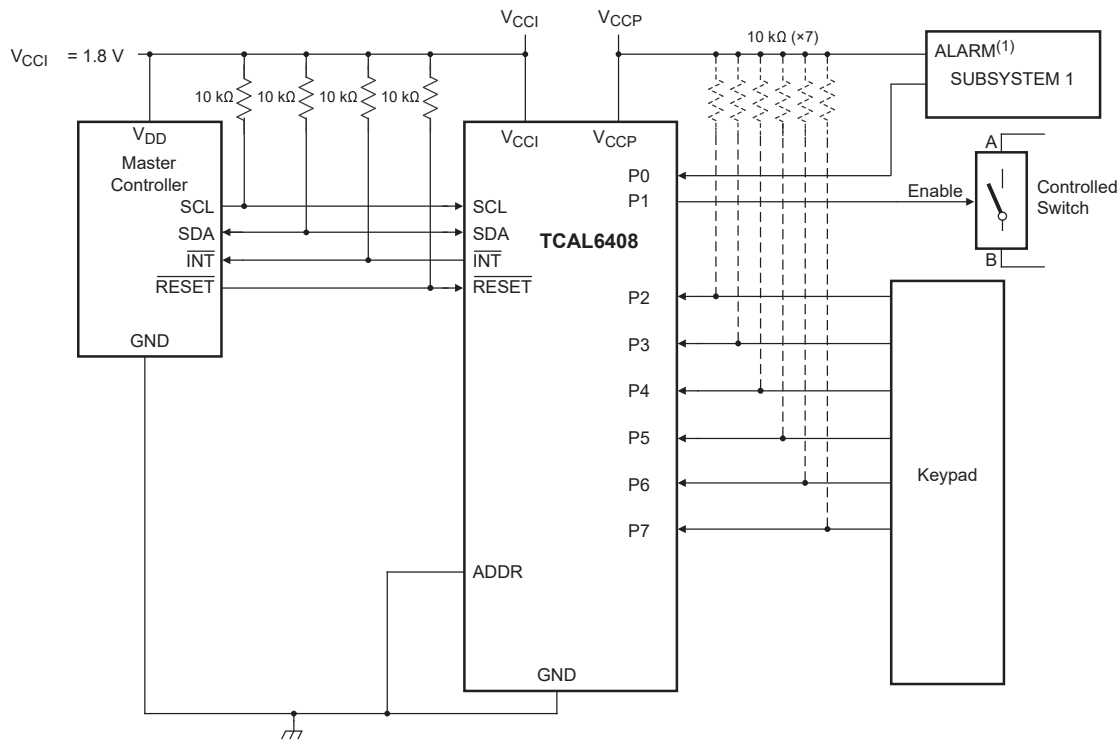 V_CCI
V_CCP
V_CCI = 1.8 V
10 kΩ (×7)
ALARM(1)
SUBSYSTEM 1
10 kΩ
10 kΩ
10 kΩ
10 kΩ
V_DD
Master
Controller
SCL
SDA
INT
RESET
GND
V_CCI
V_CCP
SCL
SDA
INT
RESET
TCAL6408
ADDR
GND
P0
P1
P2
P3
P4
P5
P6
P7
Enable
A
Controlled
Switch
B
Keypad